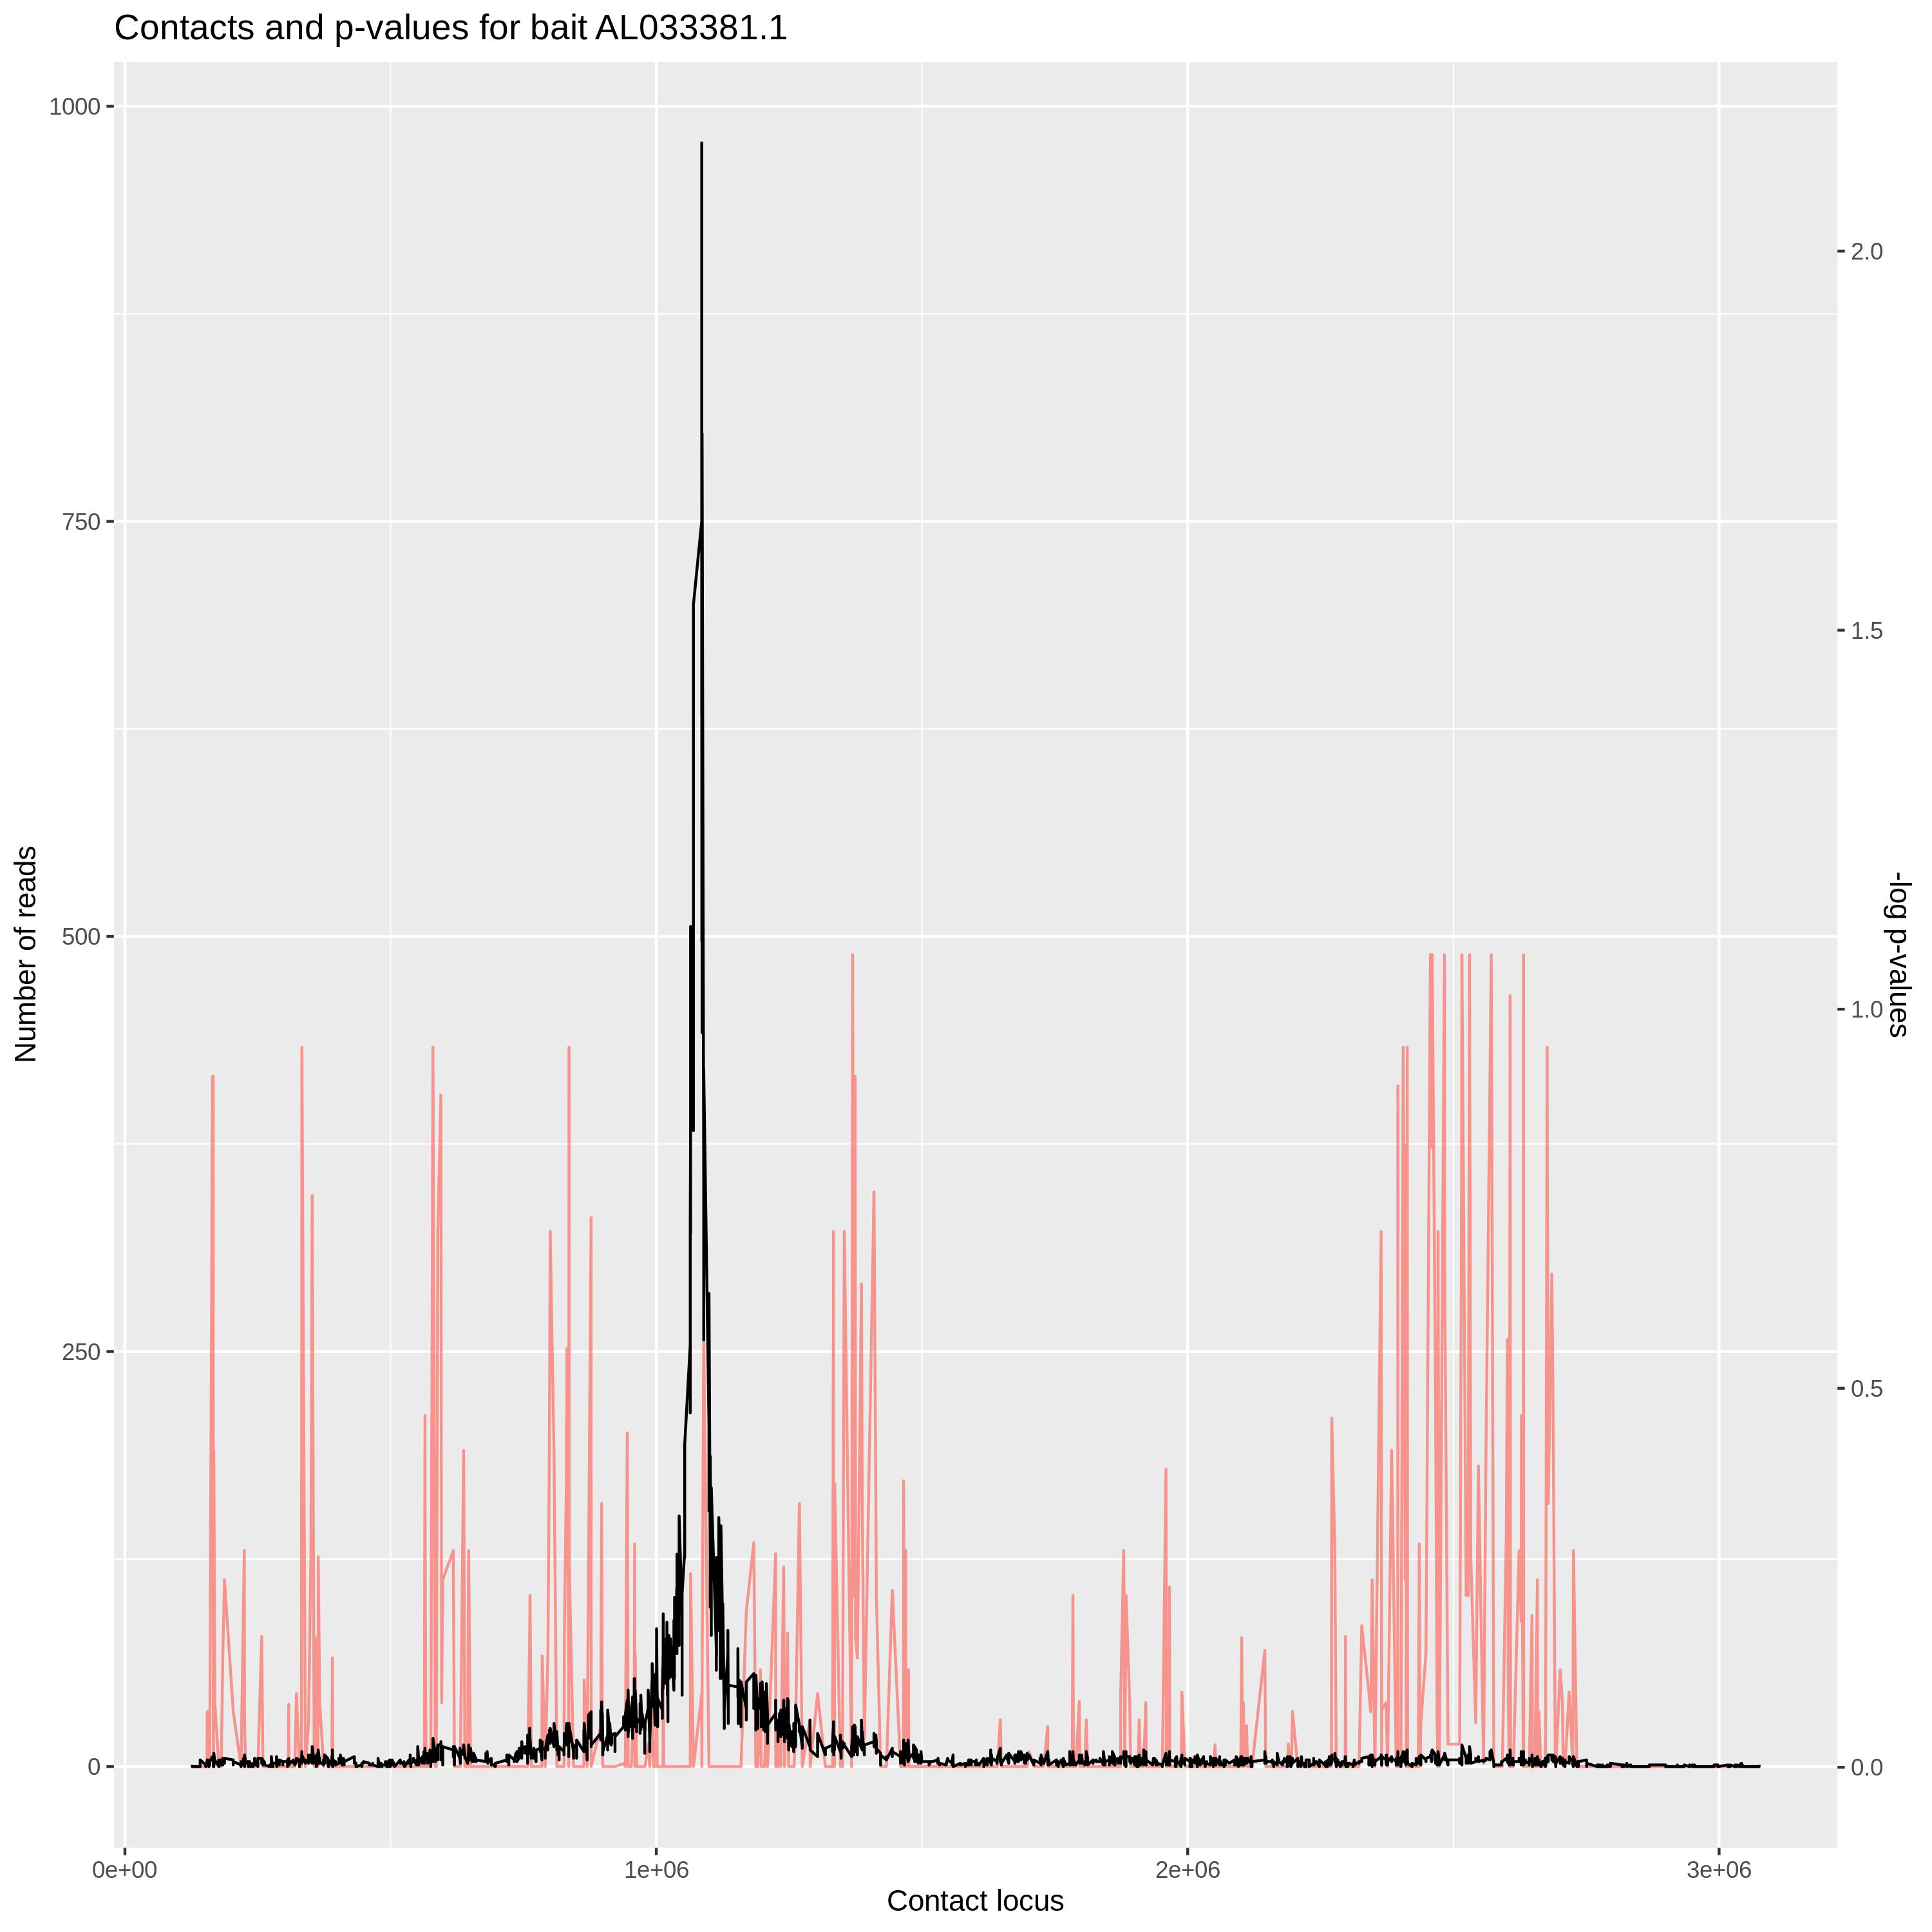 Contacts and p-values for bait AL033381.1
1000
750
500
250
0
Number of reads
2.0
1.5
1.0
0.5
0.0
-log p-values
0e+00
1e+06
2e+06
3e+06
Contact locus